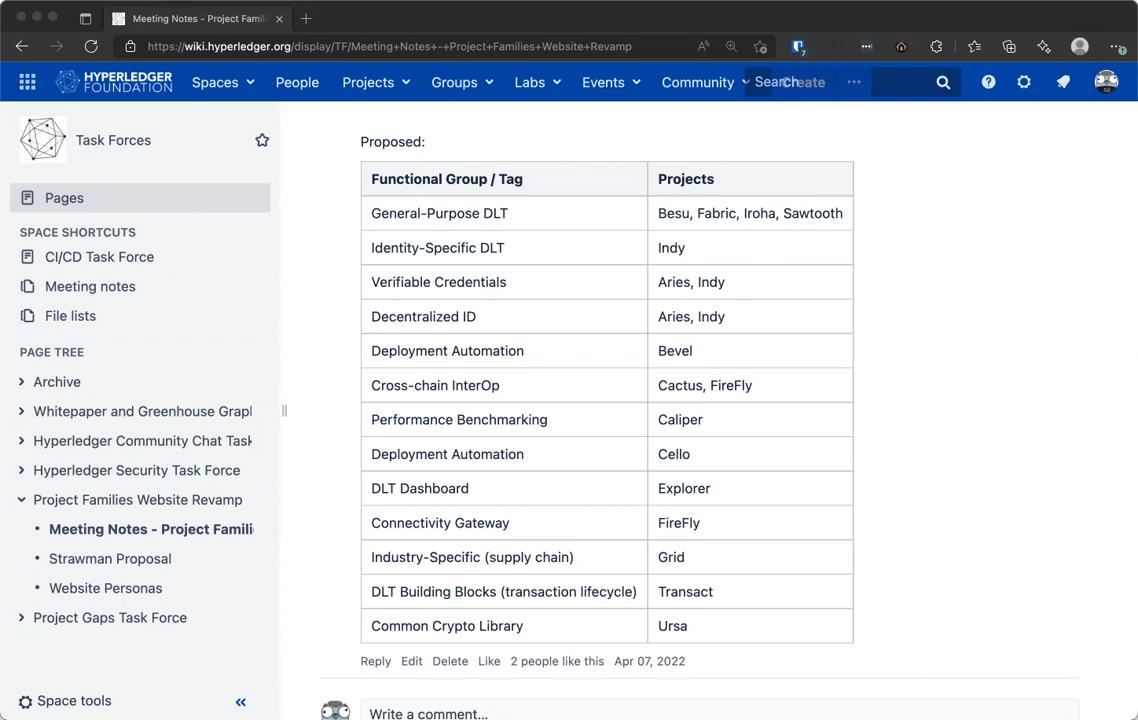 Meeting Notes - Project Famili
https://wiki.hyperledger.org/display/TF/Meeting+Notes+-+Project+Families+Website+Revamp
HYPERLEDGER
FOUNDATION
Spaces
People
Projects
Groups
Labs
Events
Community
Search
Create
Task Forces
Pages
SPACE SHORTCUTS
CI/CD Task Force
Meeting notes
File lists
PAGE TREE
Archive
Whitepaper and Greenhouse Grap
Hyperledger Community Chat Task
Hyperledger Security Task Force
Project Families Website Revamp
Meeting Notes - Project Famili
Strawman Proposal
Website Personas
Project Gaps Task Force
Space tools
Proposed:
Functional Group / Tag Projects
General-Purpose DLT Besu, Fabric, Iroha, Sawtooth
Identity-Specific DLT Indy
Verifiable Credentials Aries, Indy
Decentralized ID Aries, Indy
Deployment Automation Bevel
Cross-chain InterOp Cactus, FireFly
Performance Benchmarking Caliper
Deployment Automation Cello
DLT Dashboard Explorer
Connectivity Gateway FireFly
Industry-Specific (supply chain) Grid
DLT Building Blocks (transaction lifecycle) Transact
Common Crypto Library Ursa
Reply Edit Delete Like 2 people like this Apr 07, 2022
Write a comment...